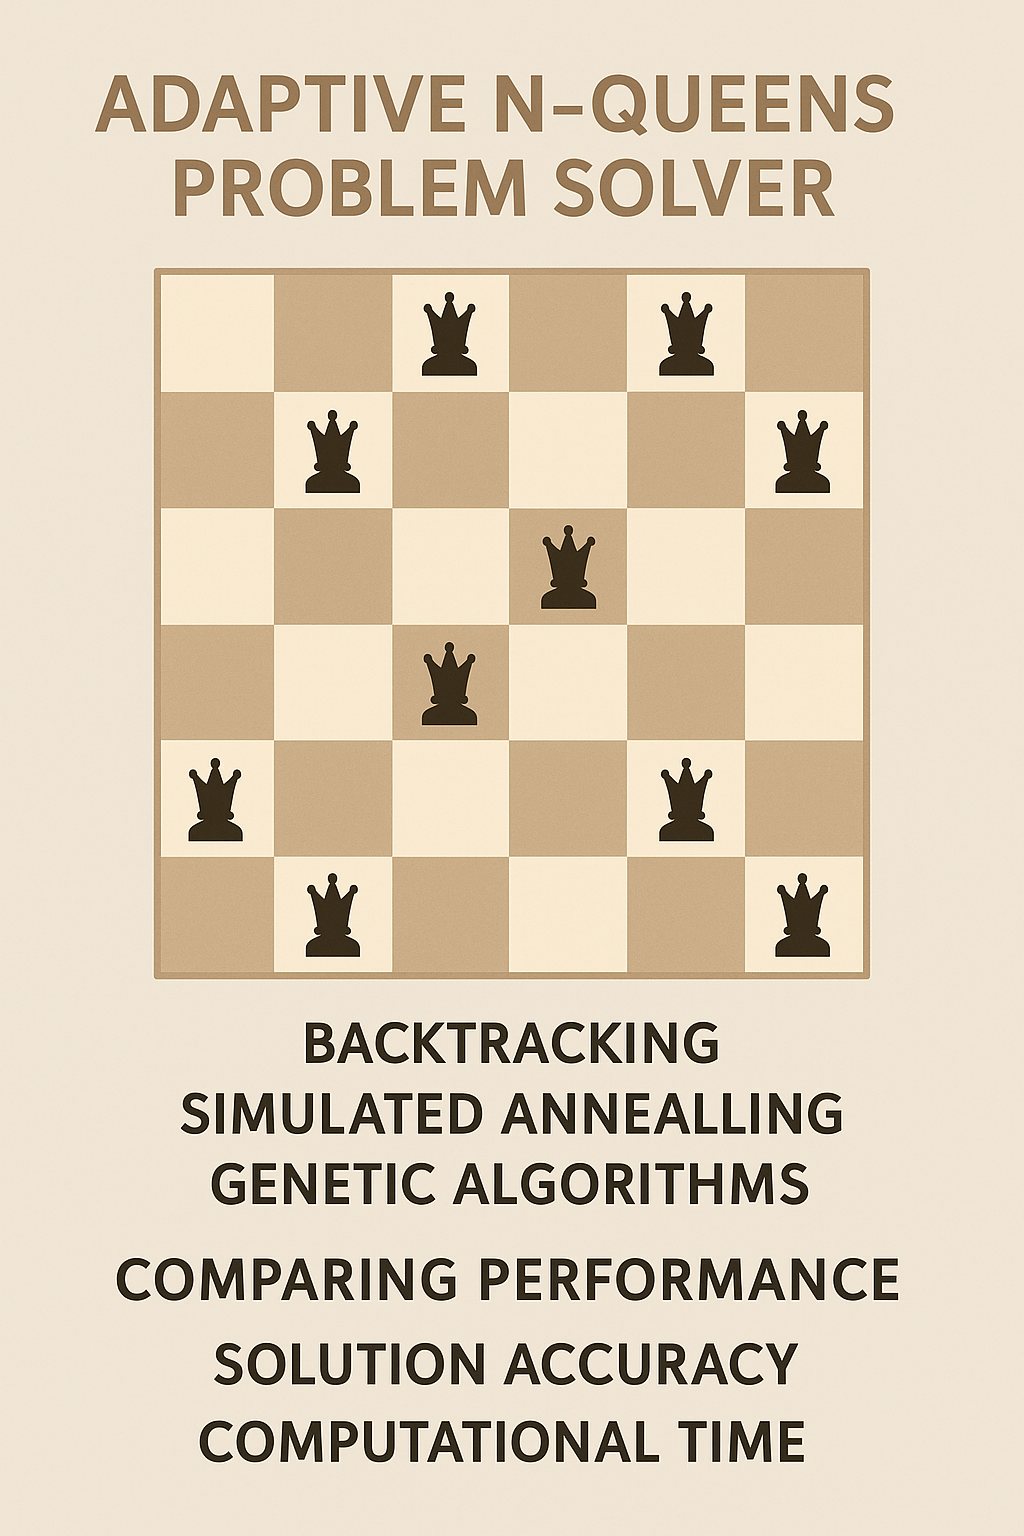 ADAPTIVE N-QUEENS
PROBLEM SOLVER
BACKTRACKING
SIMULATED ANNEALLING
GENETIC ALGORITHMS
COMPARING PERFORMANCE
SOLUTION ACCURACY
COMPUTATIONAL TIME